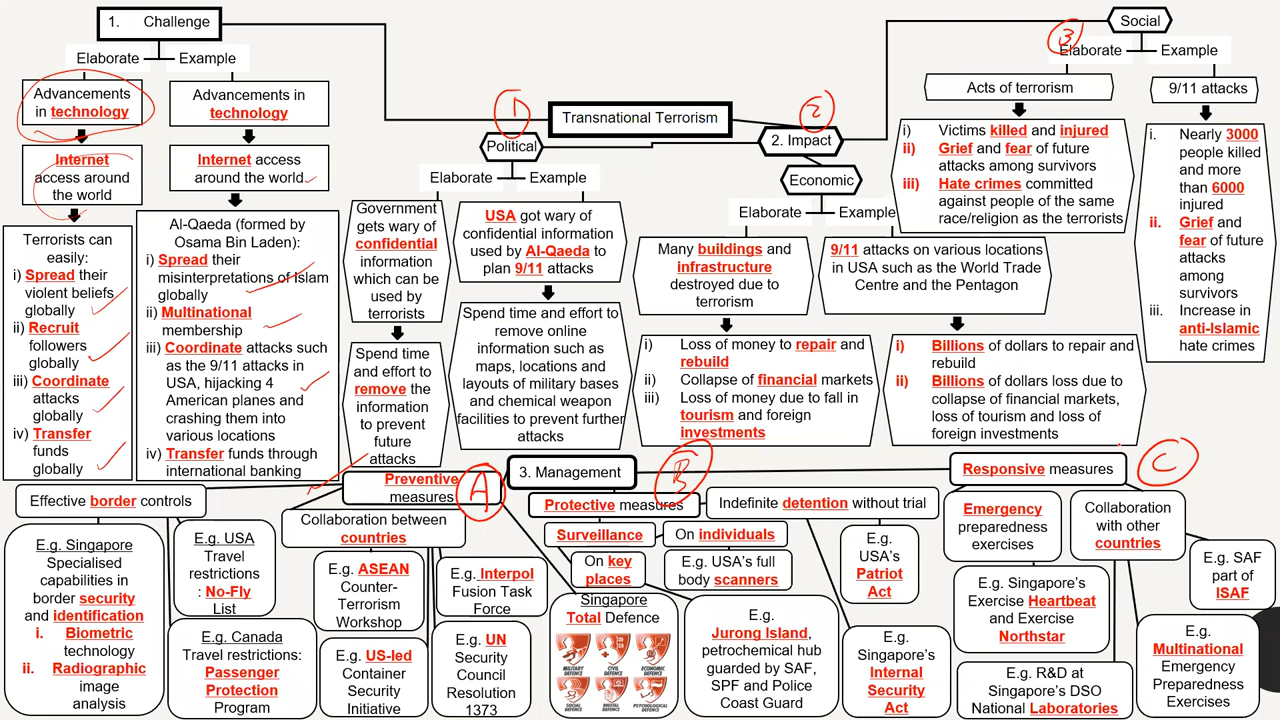 1. Challenge
Elaborate
Example
Advancements
in technology
Internet
access around
the world
Terrorists can
easily:
i) Spread their
violent beliefs
globally
ii) Recruit
followers
globally
iii) Coordinate
attacks
globally
iv) Transfer
funds
globally
Advancements in
technology
Internet access
around the world
Al-Qaeda (formed by
Osama Bin Laden):
i) Spread their
misinterpretations of Islam
globally
ii) Multinational
membership
iii) Coordinate attacks such
as the 9/11 attacks in
USA, hijacking 4
American planes and
crashing them into
various locations
iv) Transfer funds through
international banking
Transnational Terrorism
2. Impact
2
1
Political
Elaborate
Example
Government
gets wary of
confidential
information
which can be
used by
terrorists
Spend time
and effort to
remove the
information
to prevent
future
attacks
USA got wary of
confidential information
used by Al-Qaeda to
plan 9/11 attacks
Spend time and effort to
remove online
information such as
maps, locations and
layouts of military bases
and chemical weapon
facilities to prevent further
attacks
Economic
Elaborate
Example
Many buildings and
infrastructure
destroyed due to
terrorism
i) Loss of money to repair and
rebuild
ii) Collapse of financial markets
iii) Loss of money due to fall in
tourism and foreign
investments
9/11 attacks on various locations
in USA such as the World Trade
Centre and the Pentagon
i) Billions of dollars to repair and
rebuild
ii) Billions of dollars loss due to
collapse of financial markets,
loss of tourism and loss of
foreign investments
Social
3
Elaborate
Example
Acts of terrorism
i) Victims killed and injured
ii) Grief and fear of future
attacks among survivors
iii) Hate crimes committed
against people of the same
race/religion as the terrorists
9/11 attacks
i. Nearly 3000
people killed
and more
than 6000
injured
ii. Grief and
fear of future
attacks
among
survivors
iii. Increase in
anti-Islamic
hate crimes
3. Management
Preventive
measures
A
Effective border controls
E.g. Singapore
Specialised
capabilities in
border security
and identification
i. Biometric
technology
ii. Radiographic
image
analysis
E.g. USA
Travel
restrictions
: No-Fly
List
E.g. Canada
Travel restrictions:
Passenger
Protection
Program
Collaboration between
countries
E.g. ASEAN
Counter-
Terrorism
Workshop
E.g. US-led
Container
Security
Initiative
E.g. Interpol
Fusion Task
Force
E.g. UN
Security
Council
Resolution
1373
Singapore
Total Defence
MILITARY
DEFENCE
CIVIL
DEFENCE
ECONOMIC
DEFENCE
SOCIAL
DEFENCE
DIGITAL
DEFENCE
PSYCHOLOGICAL
DEFENCE
Protective measures
B
Surveillance
On key
places
On individuals
E.g. USA's full
body scanners
E.g.
Jurong Island,
petrochemical hub
guarded by SAF,
SPF and Police
Coast Guard
Indefinite detention without trial
E.g.
USA's
Patriot
Act
E.g.
Singapore's
Internal
Security
Act
Responsive measures
C
Emergency
preparedness
exercises
E.g. Singapore's
Exercise Heartbeat
and Exercise
Northstar
E.g. R&D at
Singapore's DSO
National Laboratories
Collaboration
with other
countries
E.g. SAF
part of
ISAF
E.g.
Multinational
Emergency
Preparedness
Exercises